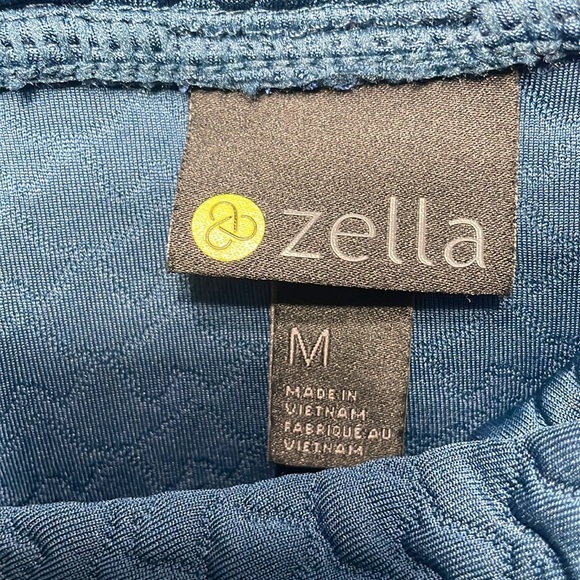 zella
M
MADE IN
VIETNAM
FABRIQUÉ AU
VIETNAM